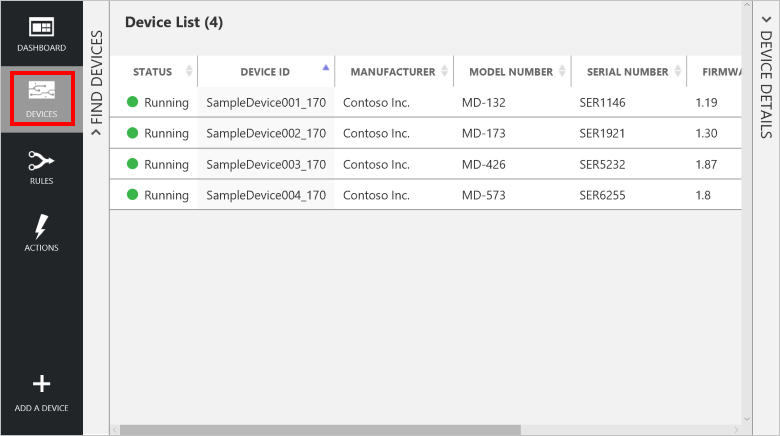 DASHBOARD
DEVICES
RULES
ACTIONS
ADD A DEVICE
FIND DEVICES
Device List (4)
STATUS DEVICE ID MANUFACTURER MODEL NUMBER SERIAL NUMBER FIRMWA
Running SampleDevice001_170 Contoso Inc. MD-132 SER1146 1.19
Running SampleDevice002_170 Contoso Inc. MD-173 SER1921 1.30
Running SampleDevice003_170 Contoso Inc. MD-426 SER5232 1.87
Running SampleDevice004_170 Contoso Inc. MD-573 SER6255 1.8
DEVICE DETAILS